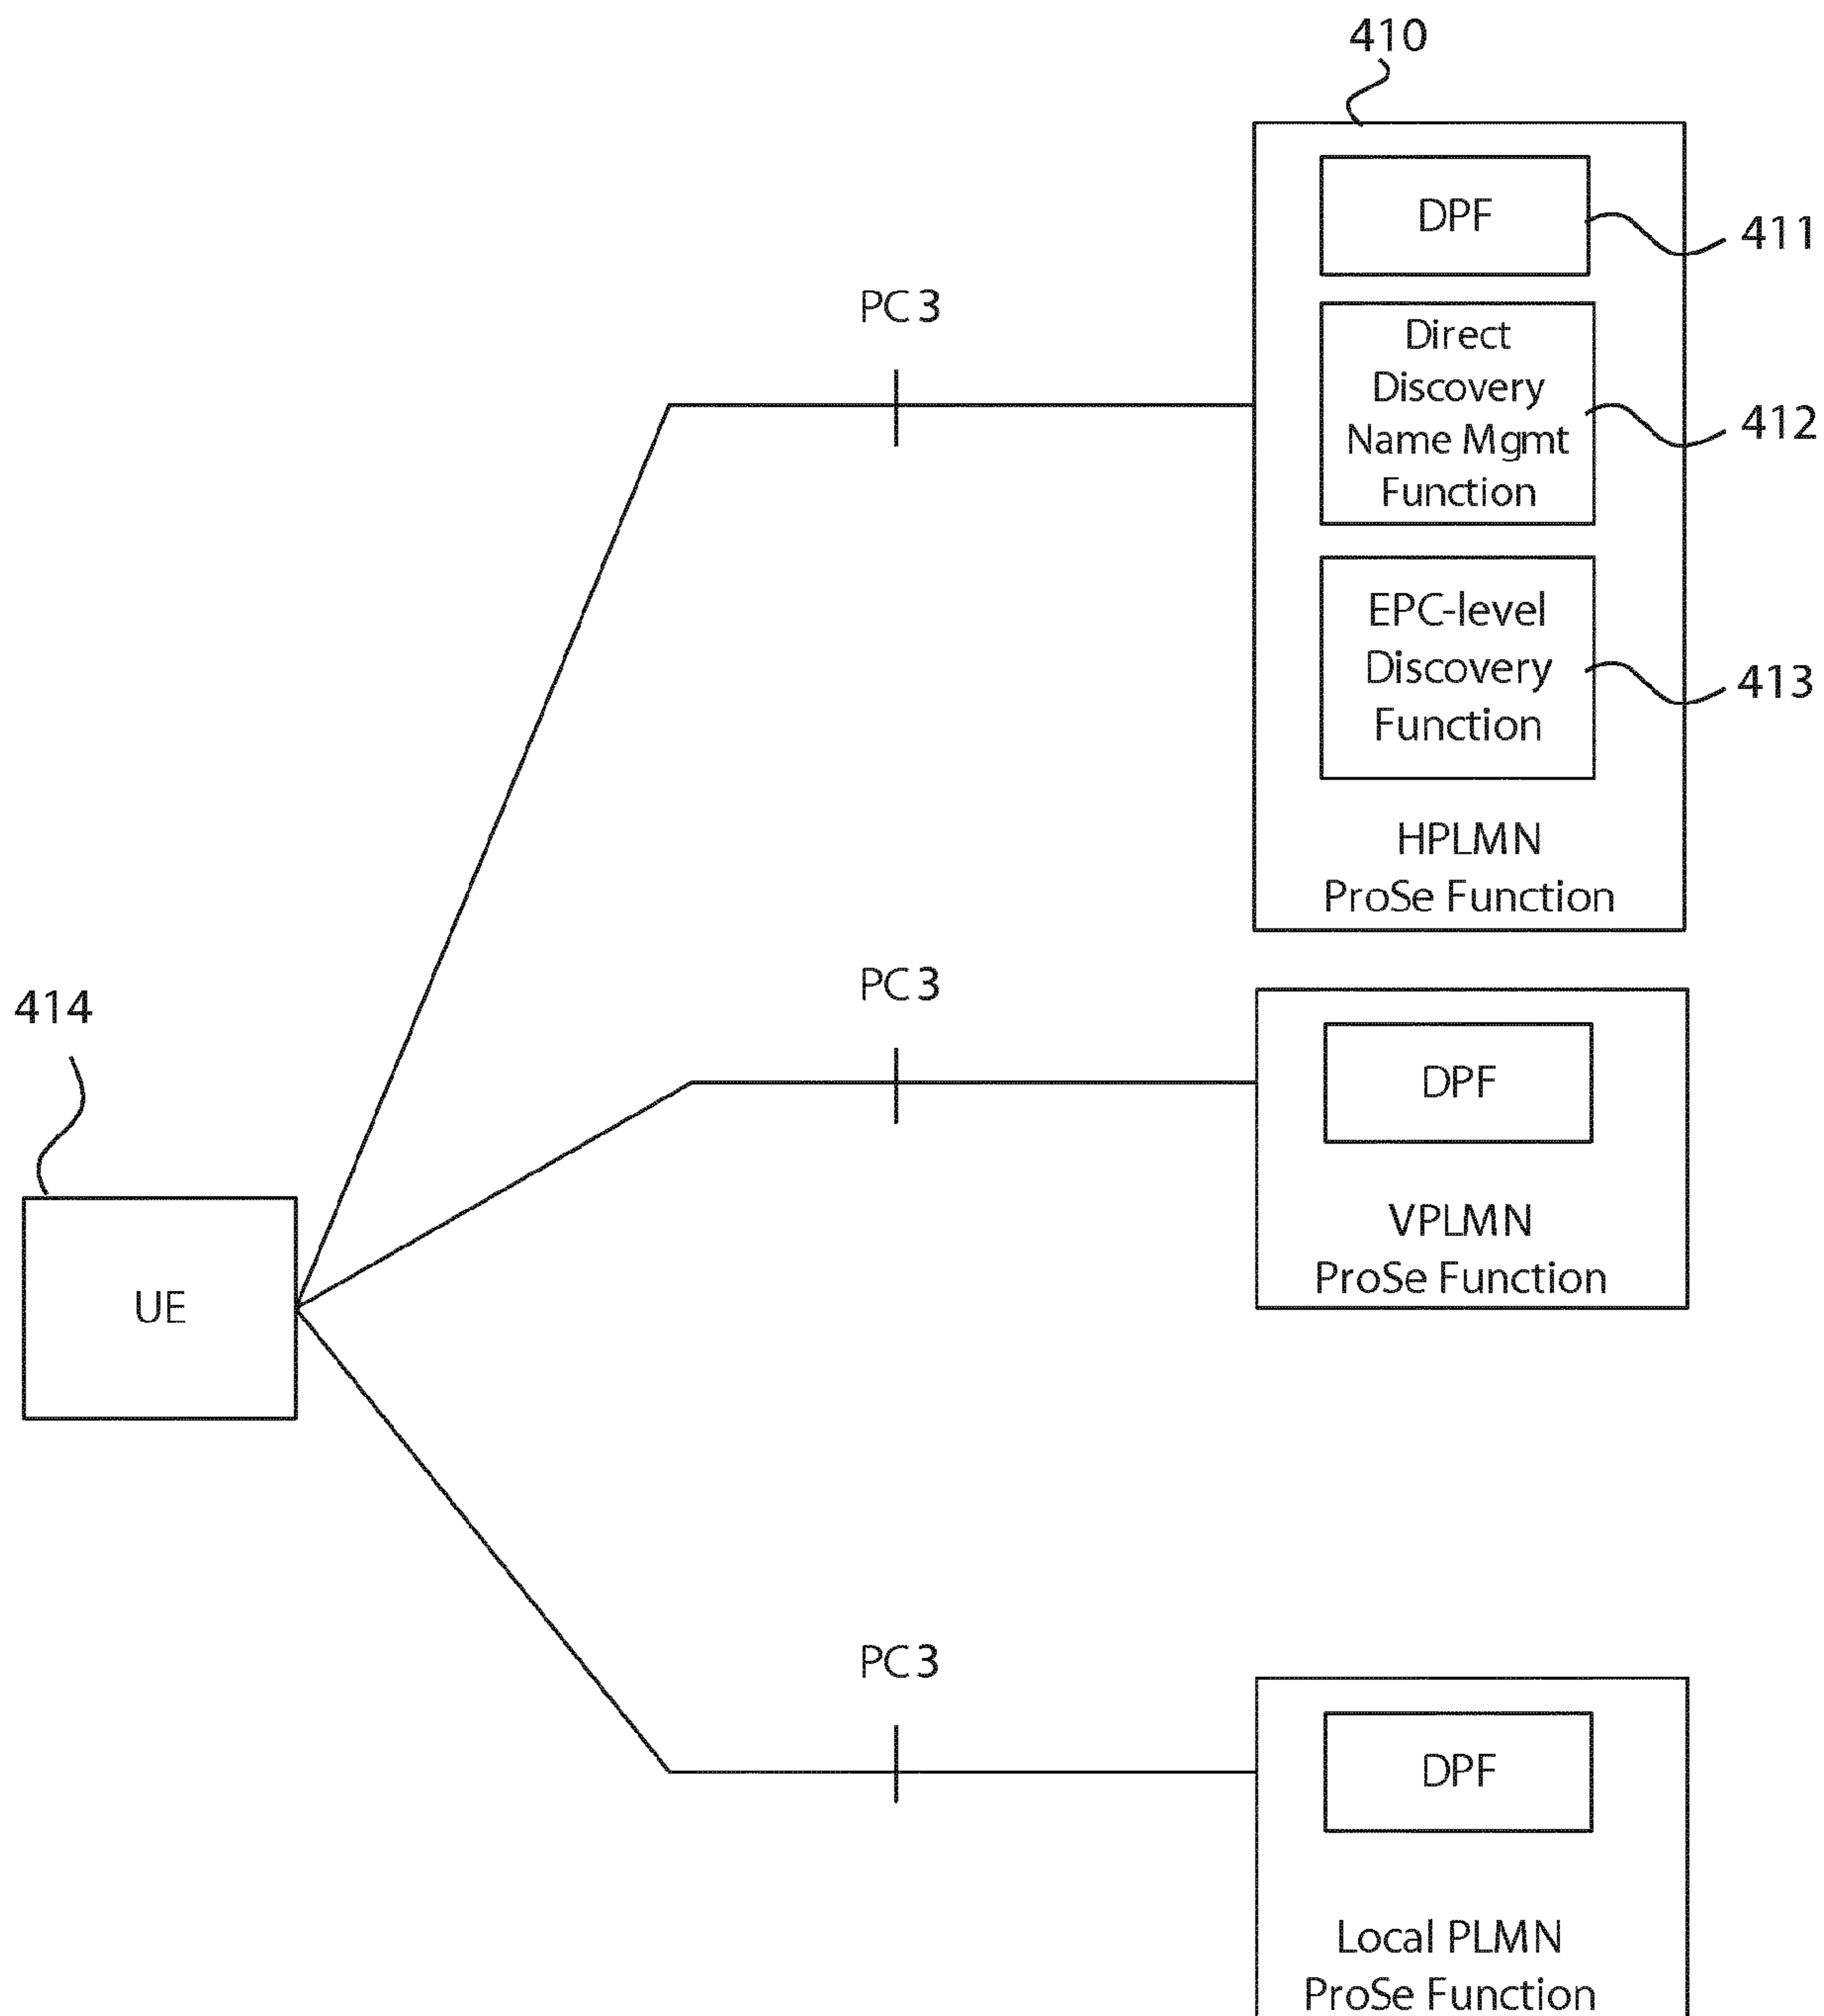 410
DPF
411
PC3
Direct
Discovery
Name Mgmt
Function
412
EPC-level
Discovery
Function
413
HPLMN
ProSe Function
PC3
414
DPF
VPLMN
ProSe Function
UE
PC3
DPF
Local PLMN
ProSe Function